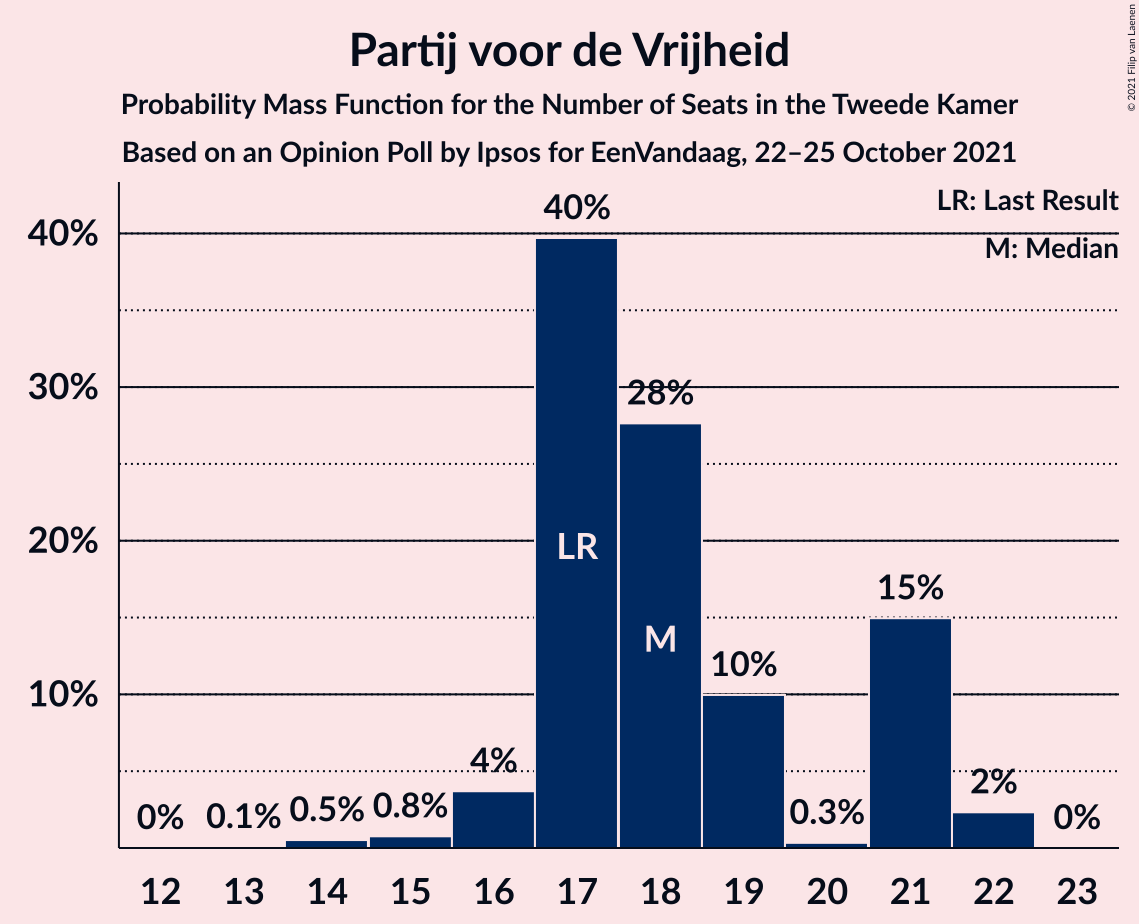 Partij voor de Vrijheid
Probability Mass Function for the Number of Seats in the Tweede Kamer
Based on an Opinion Poll by Ipsos for EenVandaag, 22–25 October 2021
© 2021 Filip van Laenen
LR: Last Result
M: Median
40%
30%
20%
10%
0%
0.1%
0.5%
0.8%
4%
40%
28%
10%
0.3%
15%
2%
0%
LR
M
12 13 14 15 16 17 18 19 20 21 22 23